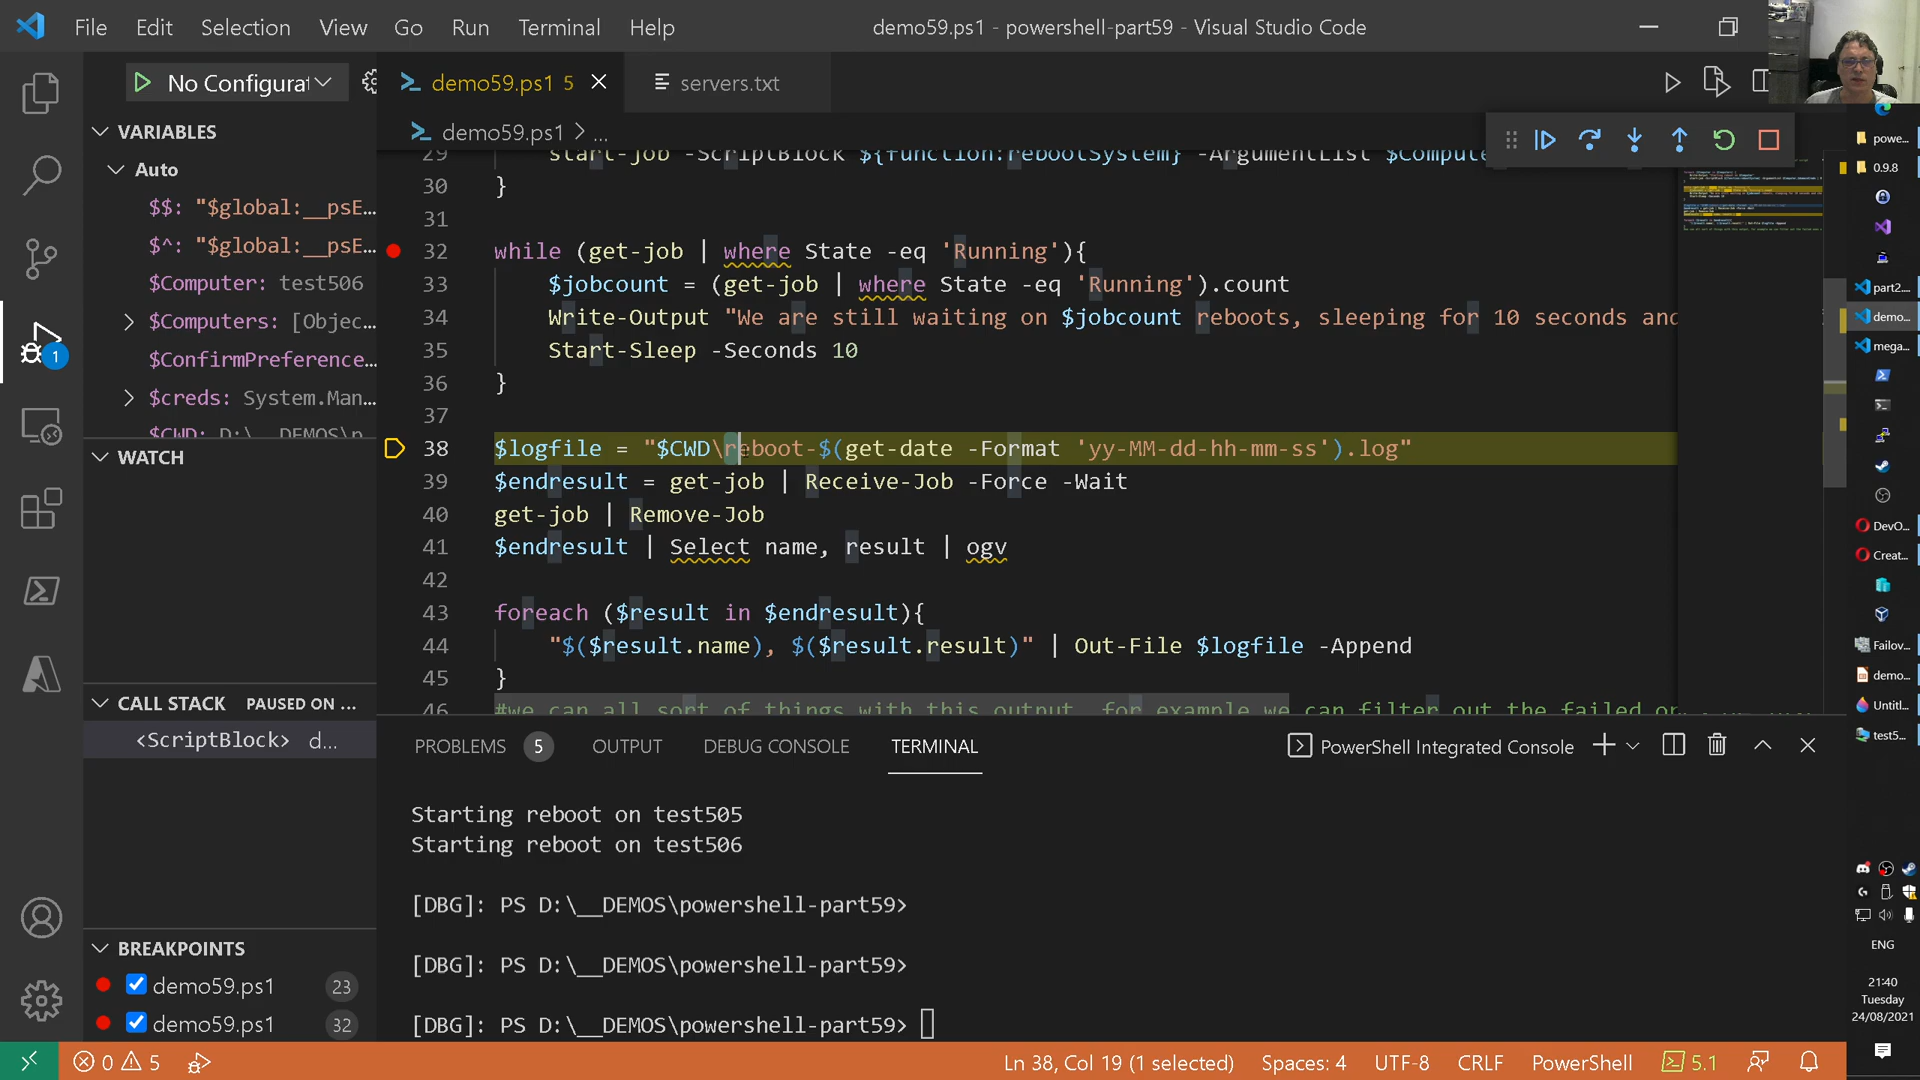 File Edit Selection View Go Run Terminal Help
demo59.ps1 - powershell-part59 - Visual Studio Code
No Configurat
demo59.ps1 5
servers.txt
demo59.ps1 > ...
VARIABLES
Auto
$$: "$global:__psE...
$^: "$global:__psE...
$Computer: test506
$Computers: [Objec...
$ConfirmPreference...
$creds: System.Man...
$CWD: D:\__DEMOS\p
WATCH
CALL STACK PAUSED ON ...
<ScriptBlock> d...
BREAKPOINTS
demo59.ps1 23
demo59.ps1 32
29 start-job -ScriptBlock ${function:rebootSystem} -ArgumentList $Compute
30 }
31
32 while (get-job | where State -eq 'Running'){
33 $jobcount = (get-job | where State -eq 'Running').count
34 Write-Output "We are still waiting on $jobcount reboots, sleeping for 10 seconds and
35 Start-Sleep -Seconds 10
36 }
37
38 $logfile = "$CWD\reboot-$(get-date -Format 'yy-MM-dd-hh-mm-ss').log"
39 $endresult = get-job | Receive-Job -Force -Wait
40 get-job | Remove-Job
41 $endresult | Select name, result | ogv
42
43 foreach ($result in $endresult){
44 "$($result.name), $($result.result)" | Out-File $logfile -Append
45 }
46 #we can all sort of things with this output, for example we can filter out the failed or
PROBLEMS 5 OUTPUT DEBUG CONSOLE TERMINAL
PowerShell Integrated Console
Starting reboot on test505
Starting reboot on test506
[DBG]: PS D:\__DEMOS\powershell-part59>
[DBG]: PS D:\__DEMOS\powershell-part59>
[DBG]: PS D:\__DEMOS\powershell-part59>
1
0 5
Ln 38, Col 19 (1 selected)
Spaces: 4
UTF-8
CRLF
PowerShell
5.1
powe...
0.9.8
part2...
demo...
mega...
DevO...
Creat...
Failov...
demo...
Untitl...
test5...
ENG
21:40
Tuesday
24/08/2021